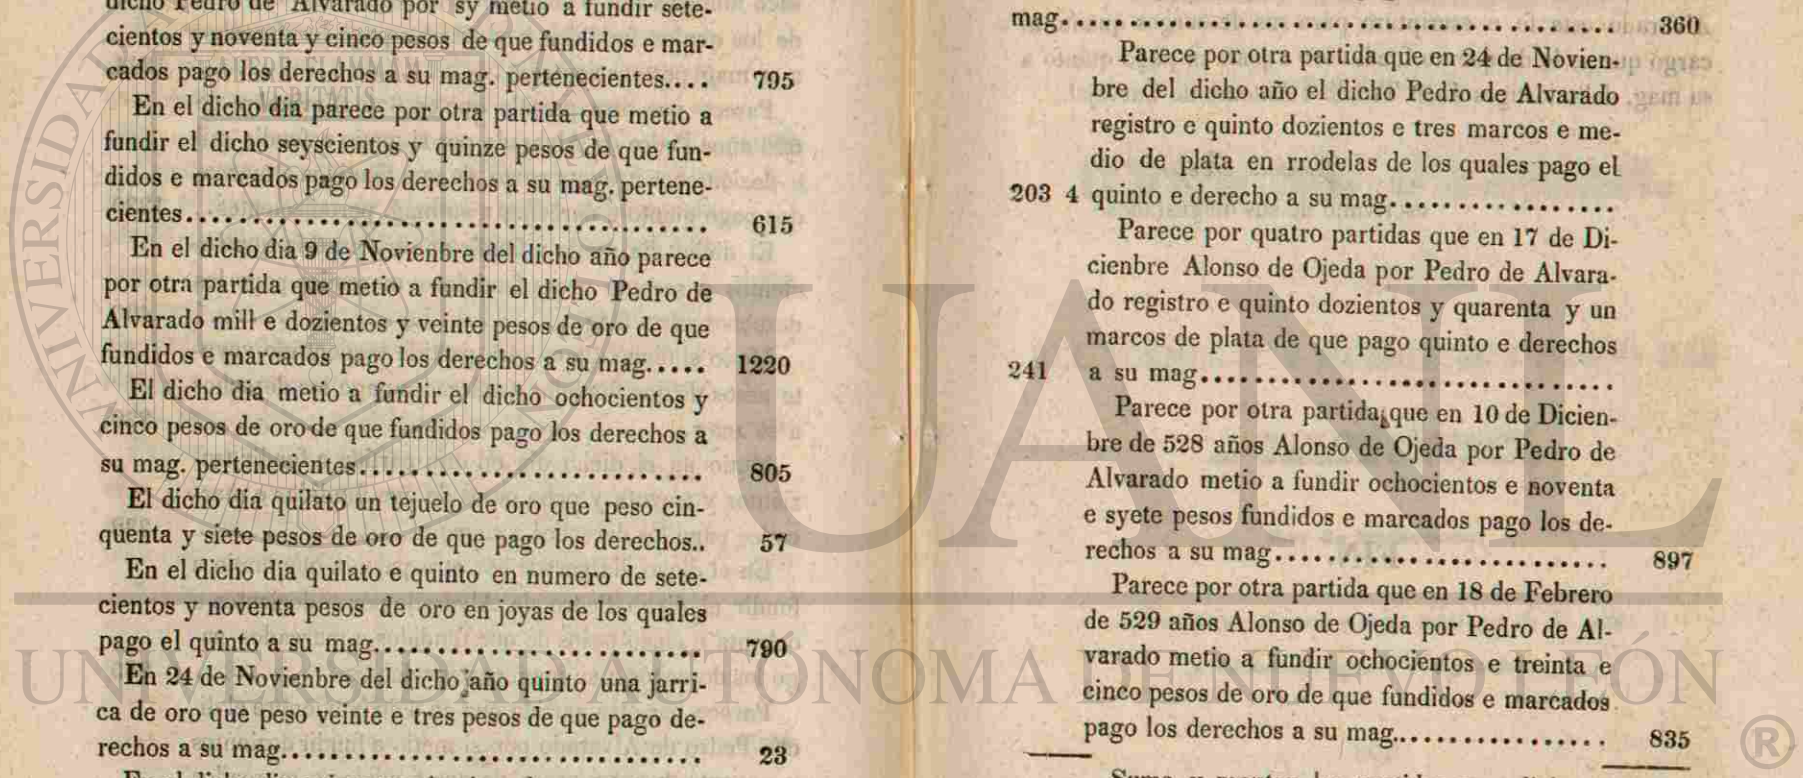 dicho Pedro de Alvarado por sy metio a fundir sete-
cientos y noventa y cinco pesos de que fundidos e mar-
cados pago los derechos a su mag. pertenecientes.... 795
En el dicho dia parece por otra partida que metio a
fundir el dicho seyscientos y quinze pesos de que fun-
didos e marcados pago los derechos a su mag. pertene-
cientes....................................... 615
En el dicho dia 9 de Novienbre del dicho año parece
por otra partida que metio a fundir el dicho Pedro de
Alvarado mill e dozientos y veinte pesos de oro de que
fundidos e marcados pago los derechos a su mag..... 1220
El dicho dia metio a fundir el dicho ochocientos y
cinco pesos de oro de que fundidos pago los derechos a
su mag. pertenecientes.......................... 805
El dicho dia quilato un tejuelo de oro que peso cin-
quenta y siete pesos de oro de que pago los derechos.. 57
En el dicho dia quilato e quinto en numero de sete-
cientos y noventa pesos de oro en joyas de los quales
pago el quinto a su mag......................... 790
En 24 de Novienbre del dicho año quinto una jarri-
ca de oro que peso veinte e tres pesos de que pago de-
rechos a su mag................................ 23
mag......................................... 360
Parece por otra partida que en 24 de Novien-
bre del dicho año el dicho Pedro de Alvarado
registro e quinto dozientos e tres marcos e me-
dio de plata en rrodelas de los quales pago el
203 4 quinto e derecho a su mag.................
Parece por quatro partidas que en 17 de Di-
cienbre Alonso de Ojeda por Pedro de Alvara-
do registro e quinto dozientos y quarenta y un
marcos de plata de que pago quinto e derechos
241 a su mag................................
Parece por otra partida que en 10 de Dicien-
bre de 528 años Alonso de Ojeda por Pedro de
Alvarado metio a fundir ochocientos e noventa
e syete pesos fundidos e marcados pago los de-
rechos a su mag......................... 897
Parece por otra partida que en 18 de Febrero
de 529 años Alonso de Ojeda por Pedro de Al-
varado metio a fundir ochocientos e treinta e
cinco pesos de oro de que fundidos e marcados
pago los derechos a su mag................. 835
UANL
UNIVERSIDAD AUTÓNOMA DE NUEVO LEÓN
®